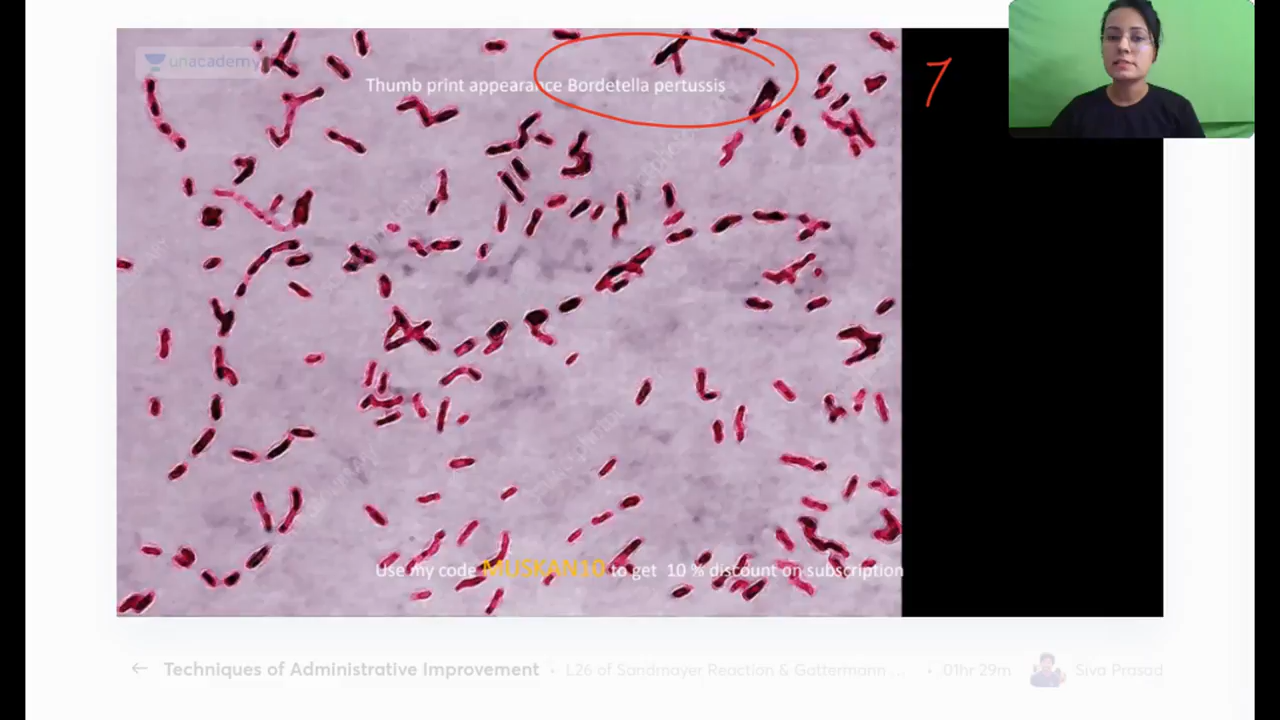 unacademy
Thumb print appearance Bordetella pertussis
7
Use my code MUSKAN10 to get 10 % discount on subscription
← Techniques of Administrative Improvement • L26 of Sandmayer Reaction & Gattermann ... • 01hr 29m Siva Prasad